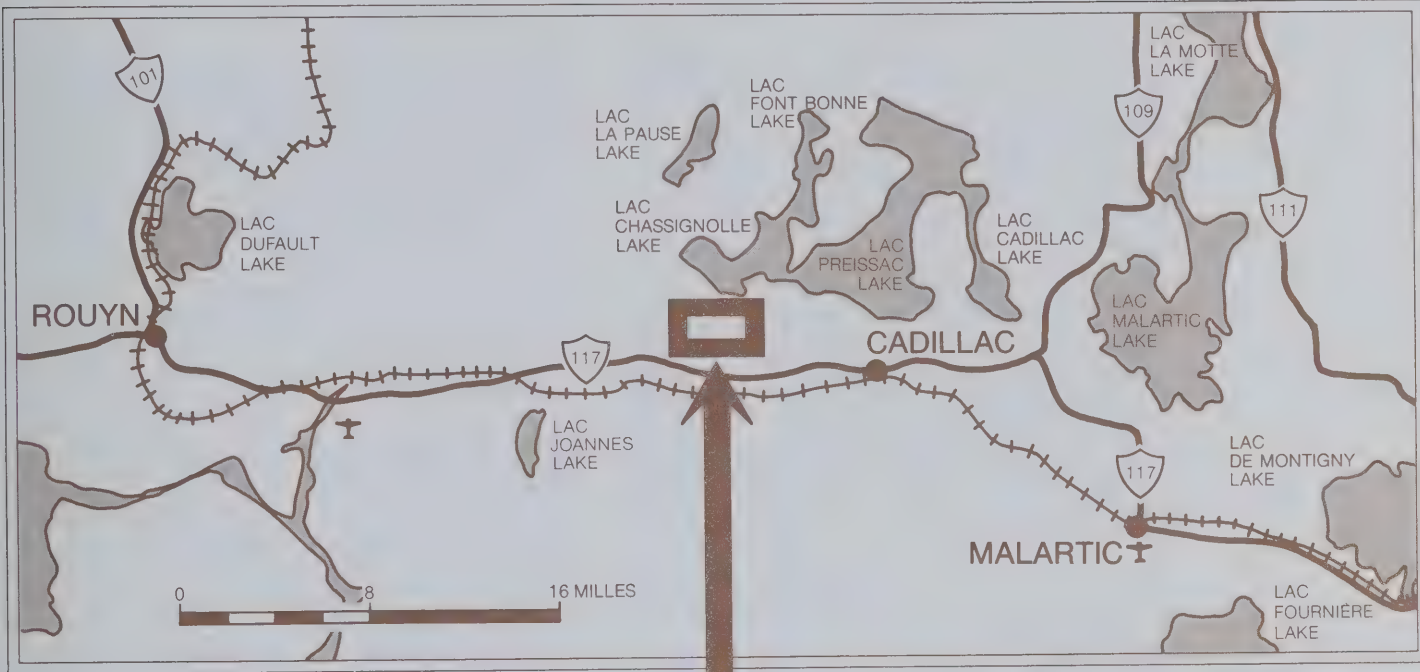 101
LAC
DUFAULT
LAKE
ROUYN
LAC
LA PAUSE
LAKE
LAC
FONT BONNE
LAKE
LAC
CHASSIGNOLLE
LAKE
LAC
PREISSAC
LAKE
LAC
CADILLAC
LAKE
LAC
LA MOTTE
LAKE
109
111
LAC
MALARTIC
LAKE
CADILLAC
117
LAC
JOANNES
LAKE
117
LAC
DE MONTIGNY
LAKE
MALARTIC
LAC
FOURNIÈRE
LAKE
0 8 16 MILLES